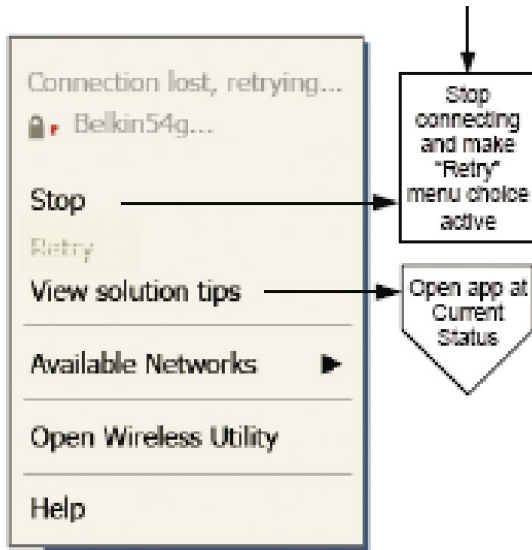 Connection lost, retrying...
Belkin54g...
Stop
Retry
View solution tips
Available Networks
Open Wireless Utility
Help
Stop
connecting
and make
"Retry"
menu choice
active
Open app at
Current
Status